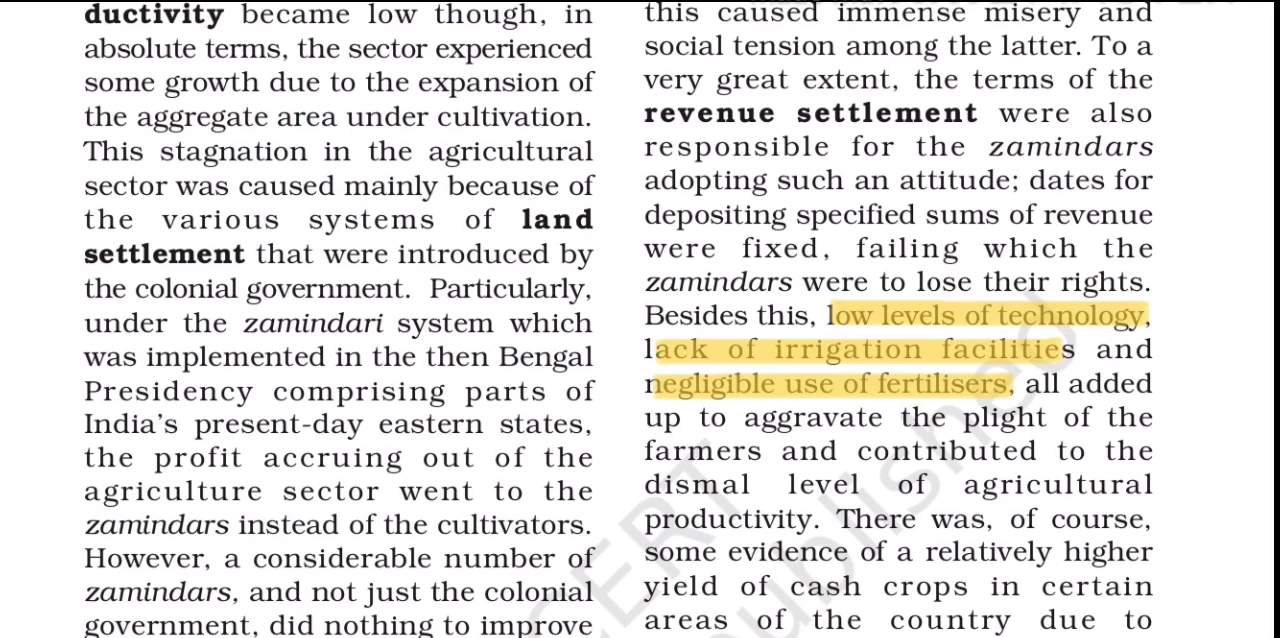 ductivity became low though, in
absolute terms, the sector experienced
some growth due to the expansion of
the aggregate area under cultivation.
This stagnation in the agricultural
sector was caused mainly because of
the various systems of land
settlement that were introduced by
the colonial government. Particularly,
under the zamindari system which
was implemented in the then Bengal
Presidency comprising parts of
India's present-day eastern states,
the profit accruing out of the
agriculture sector went to the
zamindars instead of the cultivators.
However, a considerable number of
zamindars, and not just the colonial
government, did nothing to improve
this caused immense misery and
social tension among the latter. To a
very great extent, the terms of the
revenue settlement were also
responsible for the zamindars
adopting such an attitude; dates for
depositing specified sums of revenue
were fixed, failing which the
zamindars were to lose their rights.
Besides this, low levels of technology,
lack of irrigation facilities and
negligible use of fertilisers, all added
up to aggravate the plight of the
farmers and contributed to the
dismal level of agricultural
productivity. There was, of course,
some evidence of a relatively higher
yield of cash crops in certain
areas of the country due to